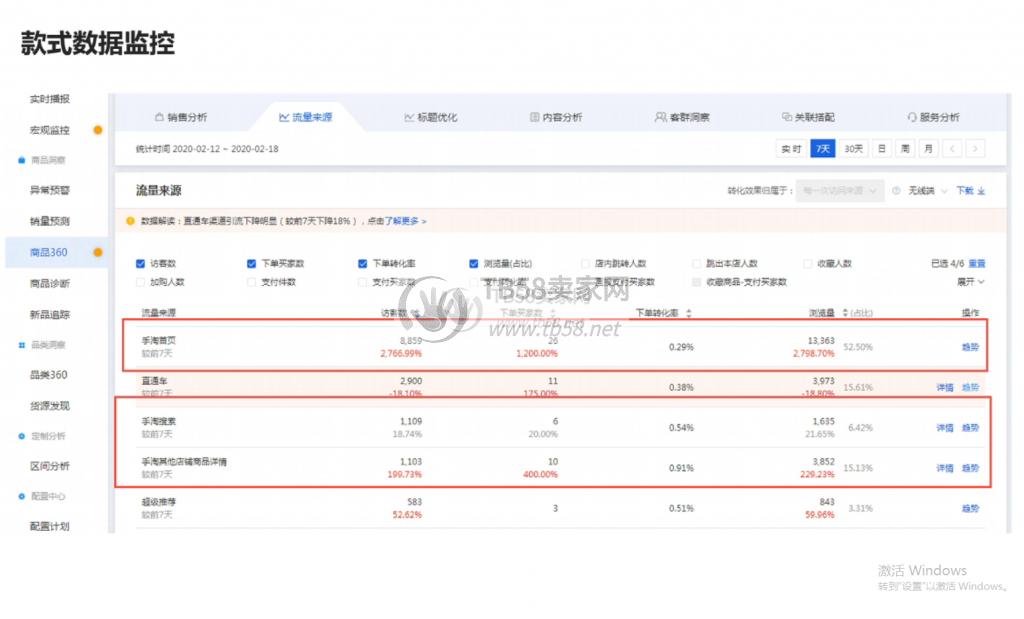 款式数据监控
实时播报
宏观监控
商品洞察
异常预警
销量预测
商品360
商品诊断
新品追踪
品类洞察
品类360
货源发现
定制分析
区间分析
配置中心
配置计划
销售分析 流量来源 标题优化 内容分析 客群洞察 关联搭配 服务分析
统计时间 2020-02-12 ~ 2020-02-18 实时 7天 30天 日 周 月 < >
流量来源 转化效果归属于： 每一次访问来源 无线端 下载
数据解读：直通车渠道引流下降明显（较前7天下降18%），点击了解更多 >
访客数 下单买家数 下单转化率 浏览量(占比) 店内跳转人数 跳出本店人数 收藏人数 已选 4/6 重置
加购人数 支付件数 支付买家数 支付转化率 直接支付买家数 收藏商品-支付买家数 展开
流量来源 访客数 下单买家数 下单转化率 浏览量 (占比) 操作
手淘首页 8,859 26 0.29% 13,363 52.50% 趋势
较前7天 2,766.99% 1,200.00% 2,798.70%
直通车 2,900 11 0.38% 3,973 15.61% 详情 趋势
较前7天 -18.10% 175.00% -18.80%
手淘搜索 1,109 6 0.54% 1,635 6.42% 详情 趋势
较前7天 18.74% 20.00% 21.65%
手淘其他店铺商品详情 1,103 10 0.91% 3,852 15.13% 详情 趋势
较前7天 199.73% 400.00% 229.23%
超级推荐 583 3 0.51% 843 3.31% 趋势
较前7天 52.62% 59.96%
TB58卖家网
www.tb58.net
激活 Windows
转到"设置"以激活 Windows。